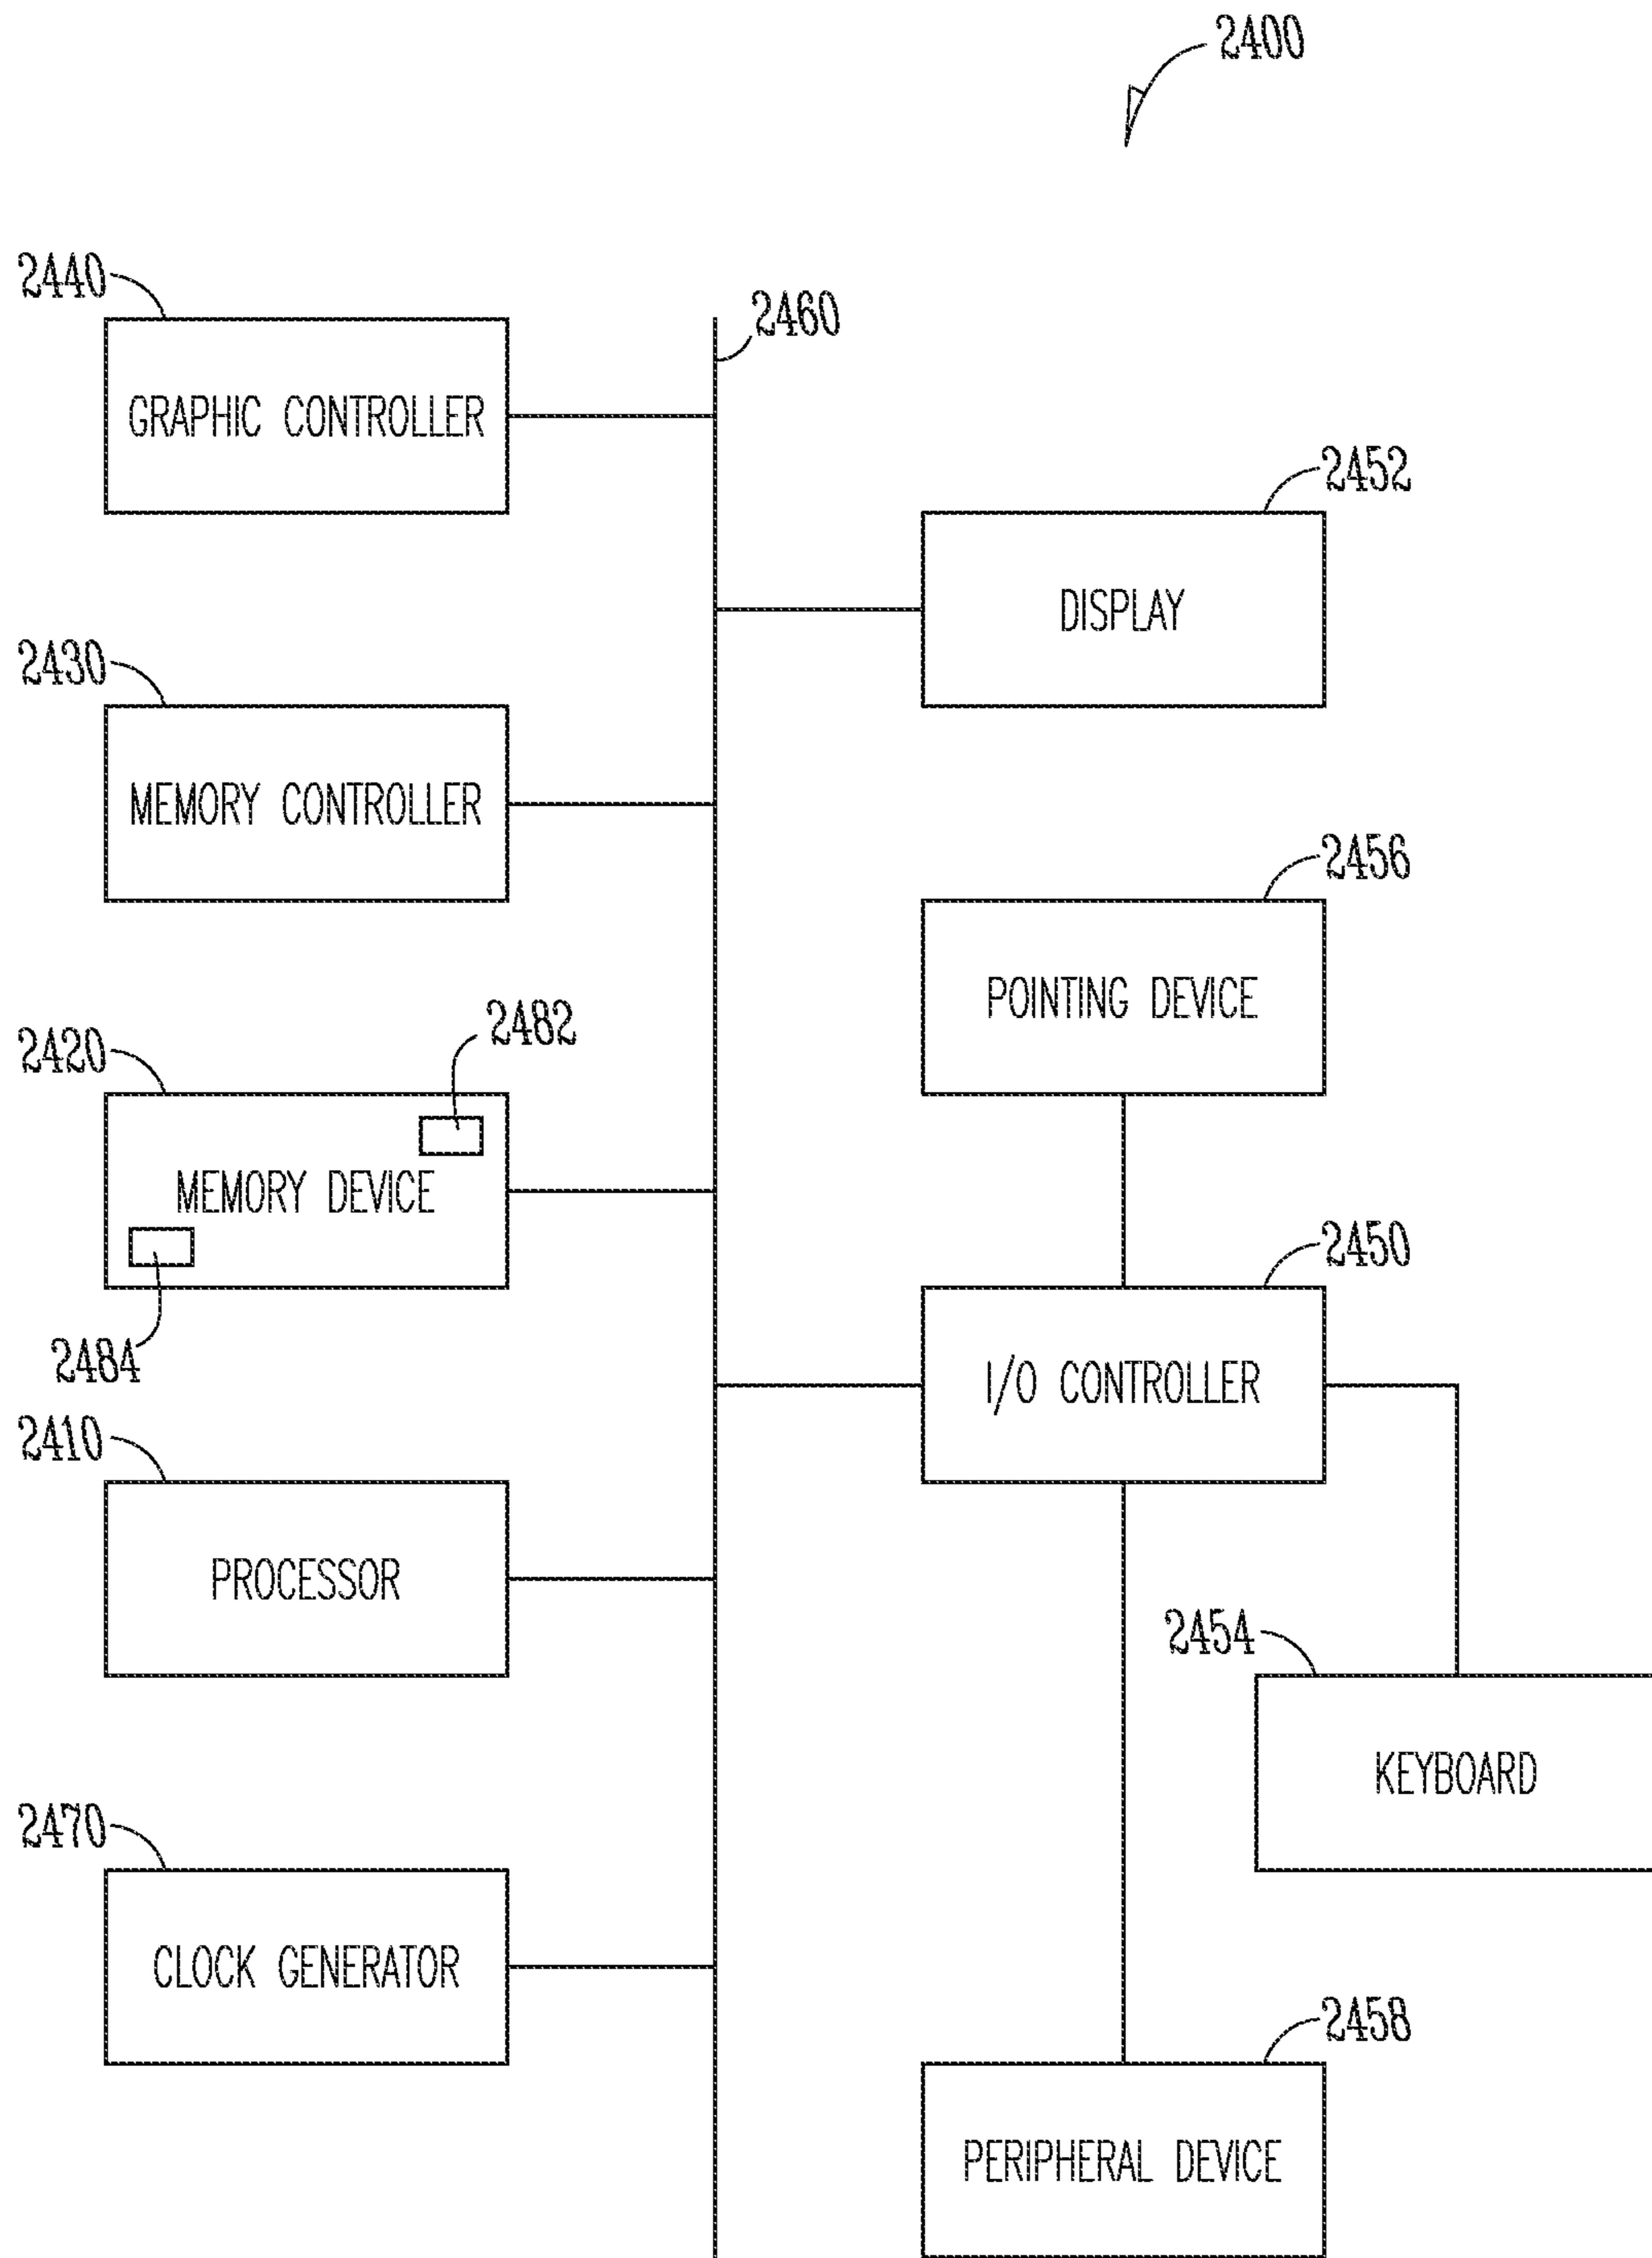 2400
2440
GRAPHIC CONTROLLER
2460
2452
DISPLAY
2430
MEMORY CONTROLLER
2456
POINTING DEVICE
2482
2420
MEMORY DEVICE
2484
2450
I/O CONTROLLER
2410
PROCESSOR
2454
KEYBOARD
2470
CLOCK GENERATOR
2458
PERIPHERAL DEVICE